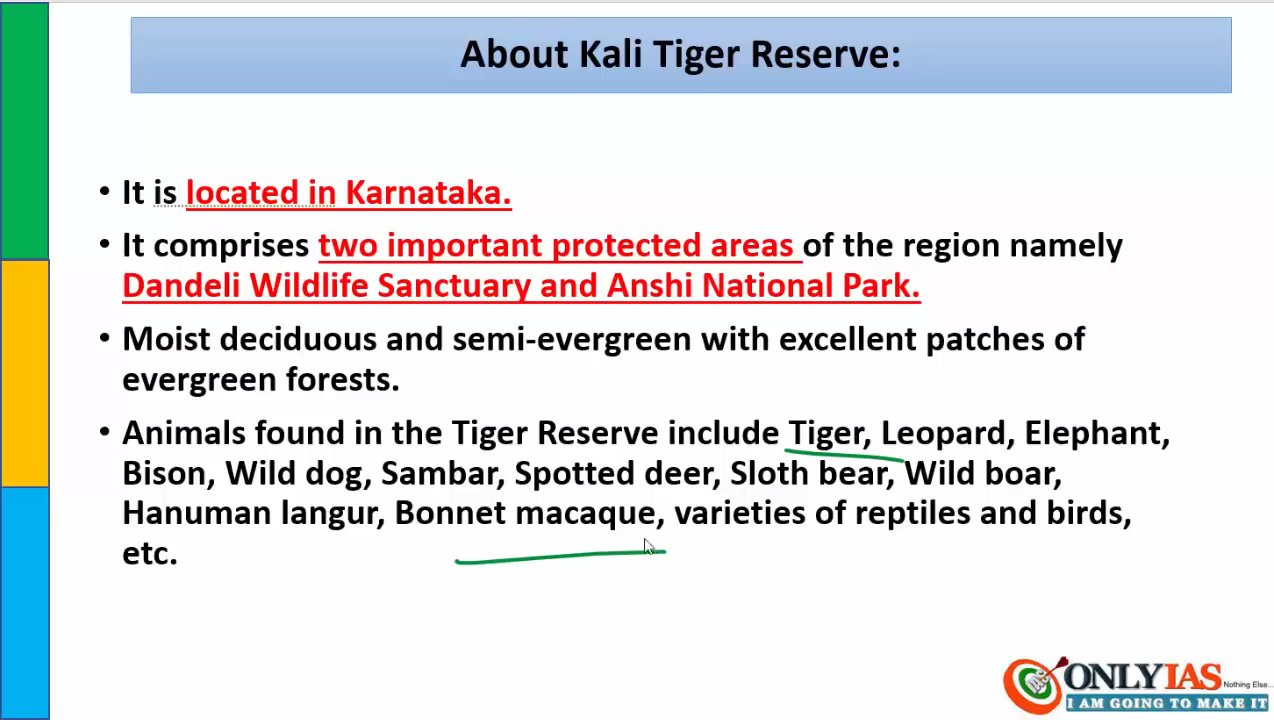 About Kali Tiger Reserve:
• It is located in Karnataka.
• It comprises two important protected areas of the region namely
Dandeli Wildlife Sanctuary and Anshi National Park.
• Moist deciduous and semi-evergreen with excellent patches of
evergreen forests.
• Animals found in the Tiger Reserve include Tiger, Leopard, Elephant,
Bison, Wild dog, Sambar, Spotted deer, Sloth bear, Wild boar,
Hanuman langur, Bonnet macaque, varieties of reptiles and birds,
etc.
ONLYIAS
Nothing Else...
I AM GOING TO MAKE IT